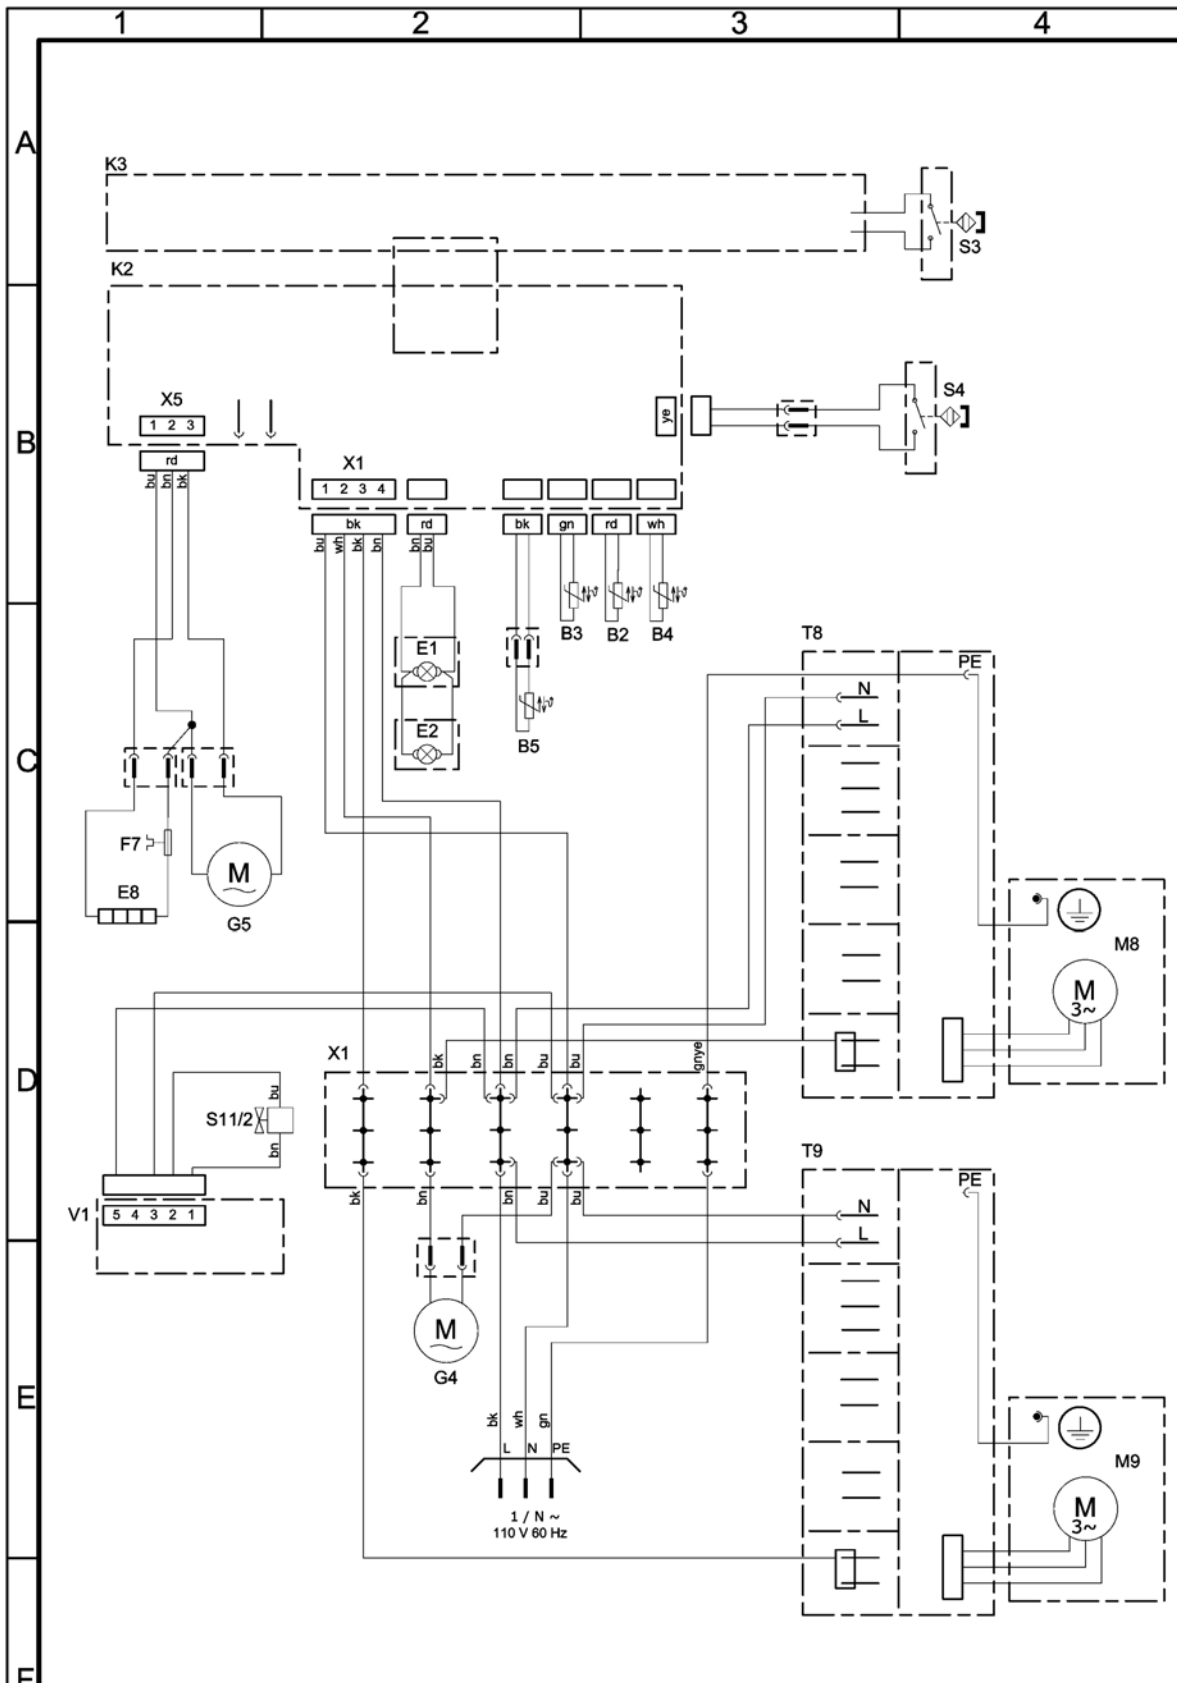 1 2 3 4
A
K3
S3
K2
S4
X5
1 2 3
B
ye
rd
X1
bu bn bk
1 2 3 4
bk rd bk gn rd wh
bu wh bk bn bn bu
B3 B2 B4
T8
E1
PE
N
L
E2
B5
C
F7
E8
G5
M8
M
3~
M
X1
bk bn bn bu bu gnye
D
bu
S11/2
bn
T9
PE
bk bn bn bu bu
V1
5 4 3 2 1
N
L
M
G4
E
bk wh gn
L N PE
M9
M
3~
1 / N ~
110 V 60 Hz
F